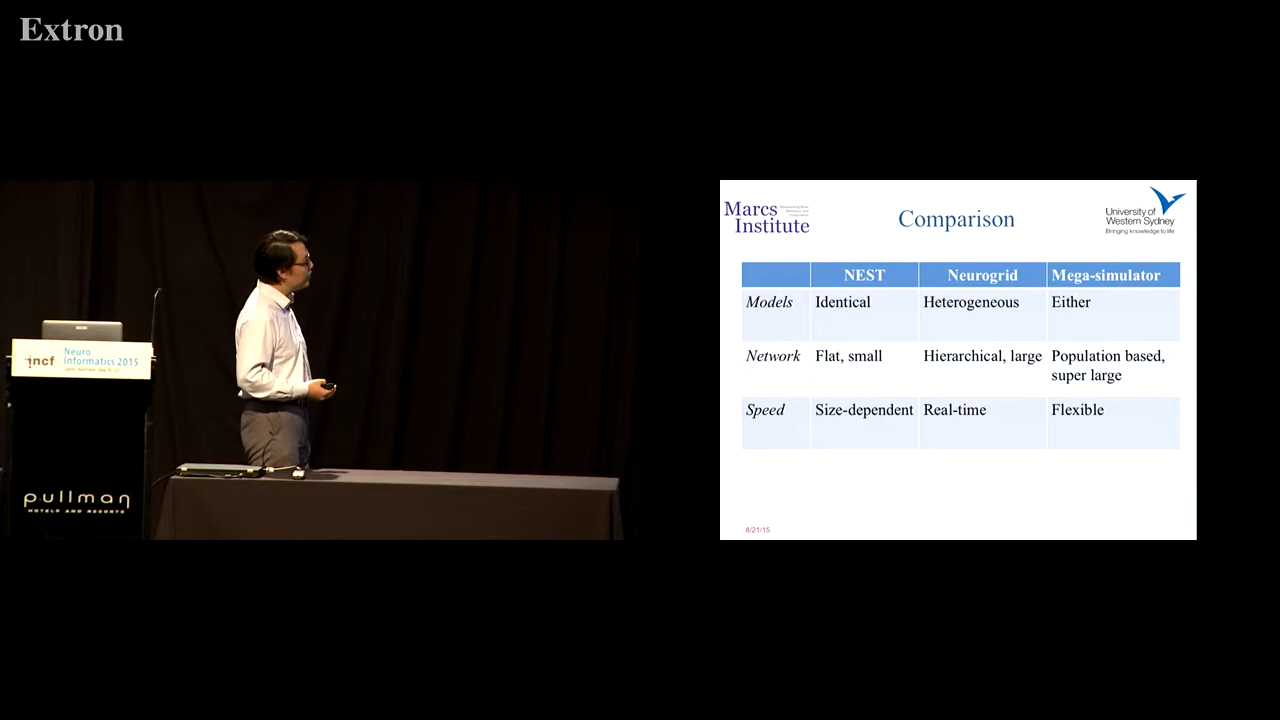 Extron
incf
Neuro
Informatics 2015
pullman
HOTELS AND RESORTS
Marcs
Institute
Comparison
University of
Western Sydney
Bringing knowledge to life
NEST Neurogrid Mega-simulator
Models Identical Heterogeneous Either
Network Flat, small Hierarchical, large Population based,
super large
Speed Size-dependent Real-time Flexible
8/21/15